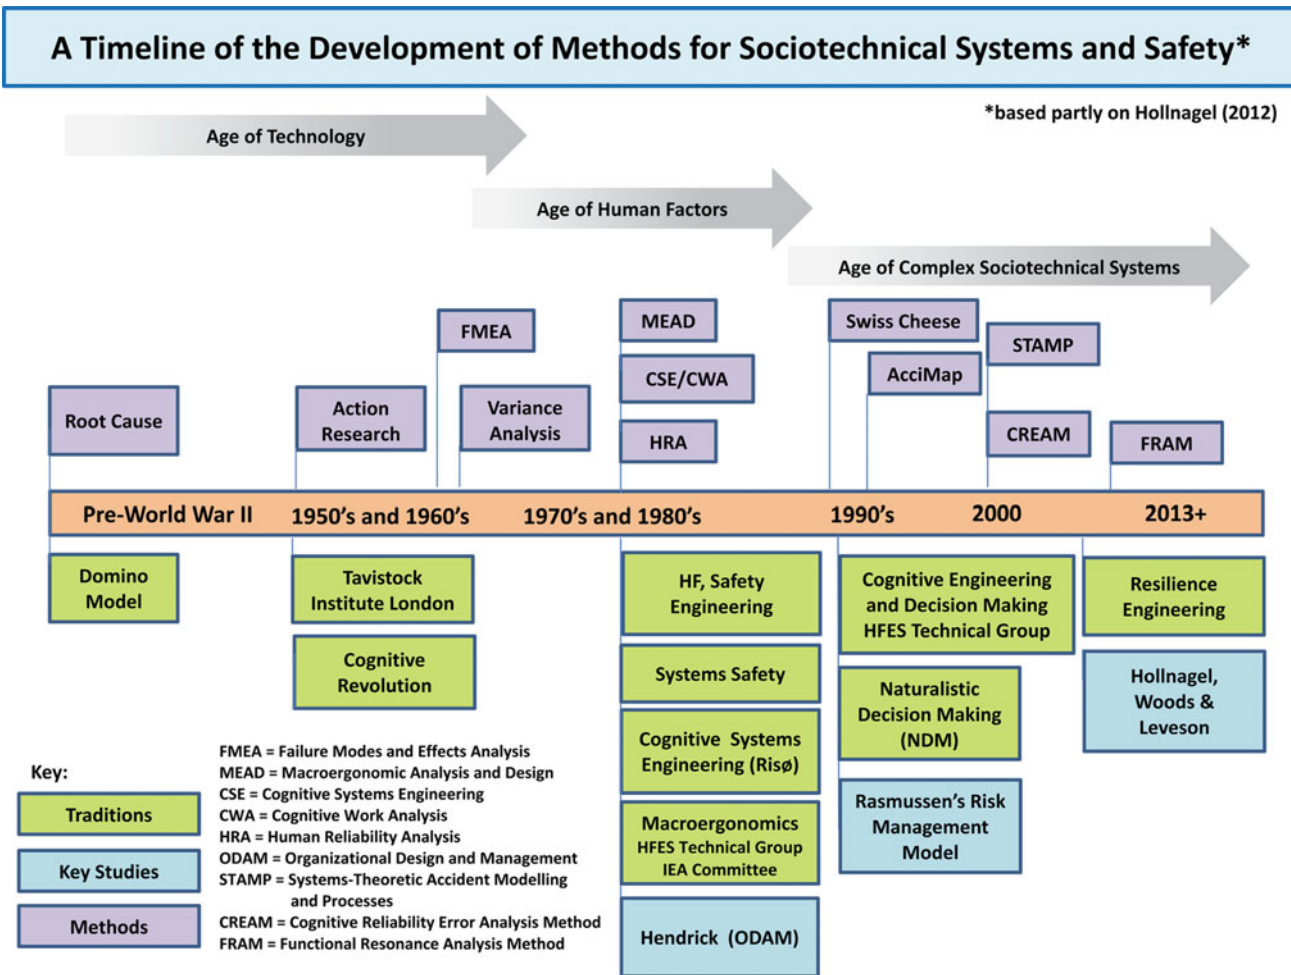 A Timeline of the Development of Methods for Sociotechnical Systems and Safety*
*based partly on Hollnagel (2012)
Age of Technology
Age of Human Factors
Age of Complex Sociotechnical Systems
Root Cause
Action
Research
FMEA
Variance
Analysis
MEAD
CSE/CWA
HRA
Swiss Cheese
AcciMap
STAMP
CREAM
FRAM
Pre-World War II
1950's and 1960's
1970's and 1980's
1990's
2000
2013+
Domino
Model
Tavistock
Institute London
Cognitive
Revolution
HF, Safety
Engineering
Systems Safety
Cognitive Systems
Engineering (Risø)
Macroergonomics
HFES Technical Group
IEA Committee
Hendrick (ODAM)
Cognitive Engineering
and Decision Making
HFES Technical Group
Naturalistic
Decision Making
(NDM)
Rasmussen's Risk
Management
Model
Resilience
Engineering
Hollnagel,
Woods &
Leveson
Key:
Traditions
Key Studies
Methods
FMEA = Failure Modes and Effects Analysis
MEAD = Macroergonomic Analysis and Design
CSE = Cognitive Systems Engineering
CWA = Cognitive Work Analysis
HRA = Human Reliability Analysis
ODAM = Organizational Design and Management
STAMP = Systems-Theoretic Accident Modelling
and Processes
CREAM = Cognitive Reliability Error Analysis Method
FRAM = Functional Resonance Analysis Method